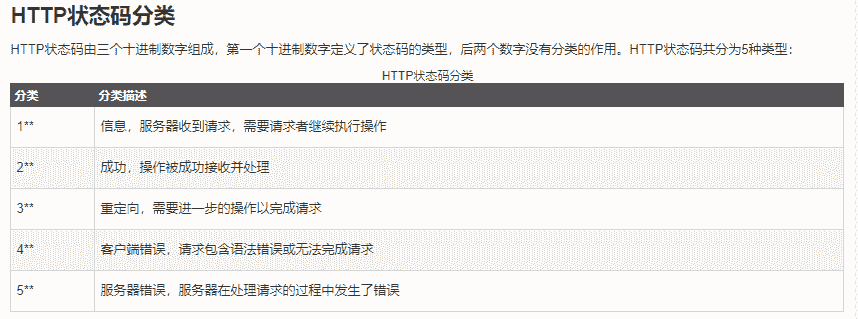 HTTP状态码分类
HTTP状态码由三个十进制数字组成，第一个十进制数字定义了状态码的类型，后两个数字没有分类的作用。HTTP状态码共分为5种类型：
HTTP状态码分类
分类 分类描述
1** 信息，服务器收到请求，需要请求者继续执行操作
2** 成功，操作被成功接收并处理
3** 重定向，需要进一步的操作以完成请求
4** 客户端错误，请求包含语法错误或无法完成请求
5** 服务器错误，服务器在处理请求的过程中发生了错误